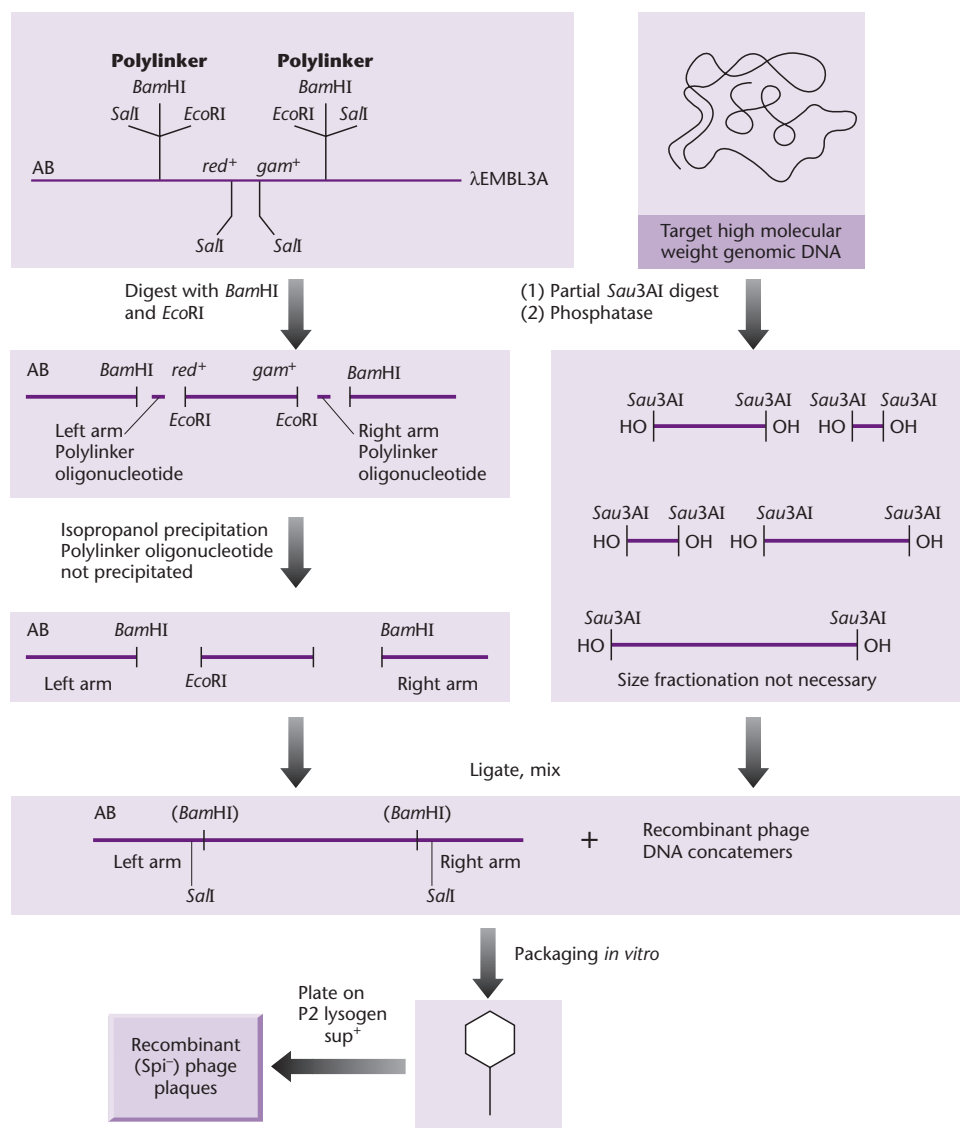 Polylinker
BamHI
SalI EcoRI
Polylinker
BamHI
EcoRI SalI
AB
red⁺ gam⁺
λEMBL3A
SalI SalI
Target high molecular
weight genomic DNA
Digest with BamHI
and EcoRI
(1) Partial Sau3AI digest
(2) Phosphatase
AB BamHI red⁺ gam⁺ BamHI
EcoRI EcoRI
Left arm
Polylinker
oligonucleotide
Right arm
Polylinker
oligonucleotide
Sau3AI Sau3AI Sau3AI Sau3AI
HO OH HO OH
Sau3AI Sau3AI Sau3AI Sau3AI
HO OH HO OH
Sau3AI Sau3AI
HO OH
Size fractionation not necessary
Isopropanol precipitation
Polylinker oligonucleotide
not precipitated
AB BamHI BamHI
Left arm EcoRI Right arm
Ligate, mix
AB (BamHI) (BamHI)
Left arm Right arm
SalI SalI
+
Recombinant phage
DNA concatemers
Packaging in vitro
Plate on
P2 lysogen
sup⁺
Recombinant
(Spi⁻) phage
plaques